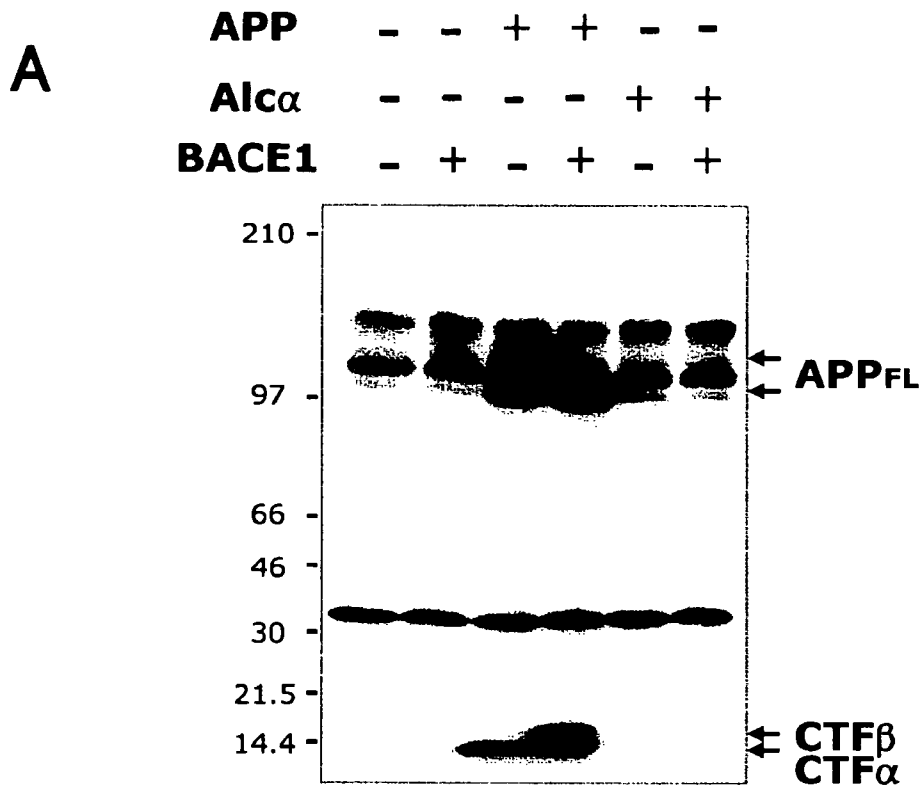 A
APP - - + + - -
Alcα - - - - + +
BACE1 - + - + - +
210 -
APPFL
97 -
66 -
46 -
30 -
21.5 -
14.4 -
CTFβ
CTFα